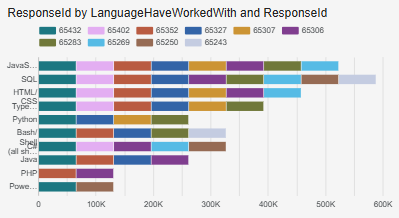 ResponseId by LanguageHaveWorkedWith and ResponseId
65432 65402 65352 65327 65307 65306
65283 65269 65250 65243
JavaS...
SQL
HTML/
CSS
Type...
Python
Bash/
Shell
(all sh...
C#
Java
PHP
Powe...
0 100K 200K 300K 400K 500K 600K